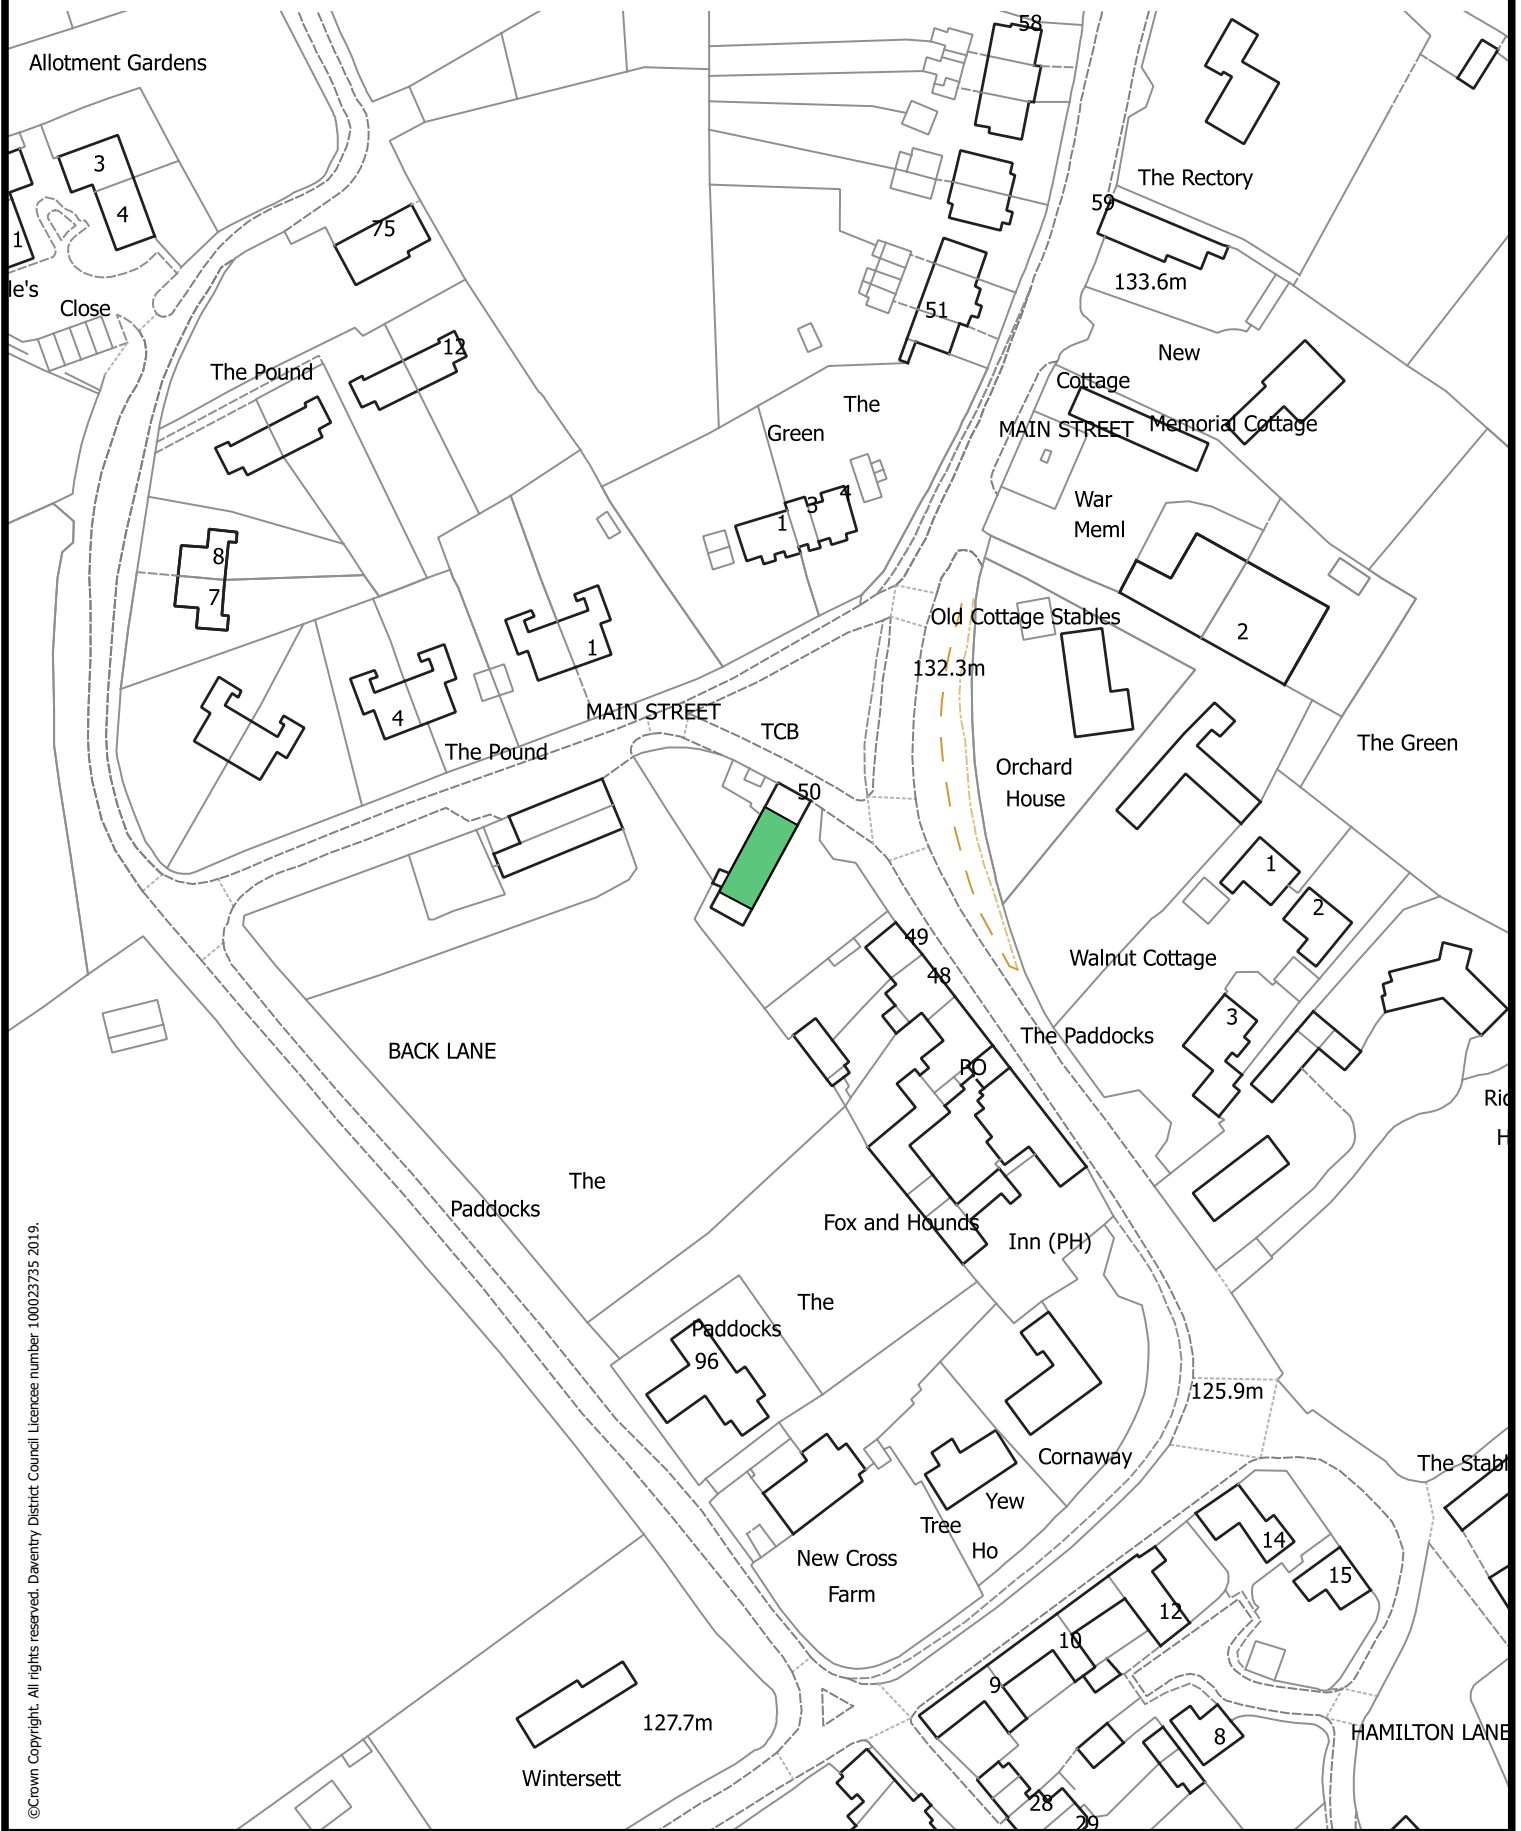 58
Allotment Gardens
3
The Rectory
59
4
75
1
133.6m
le's
Close
51
12
New
The Pound
Cottage
The
Memorial Cottage
MAIN STREET
Green
4
3
War
1
Meml
8
7
Old Cottage Stables
2
1
132.3m
4
MAIN STREET
TCB
The Green
The Pound
Orchard
50
House
1
2
49
Walnut Cottage
48
3
The Paddocks
BACK LANE
PO
Ric
H
The
Paddocks
Fox and Hounds
Inn (PH)
The
Paddocks
96
125.9m
Cornaway
The Stabl
Yew
Tree
14
Ho
New Cross
15
Farm
12
10
9
127.7m
8
HAMILTON LANE
Wintersett
28
29
©Crown Copyright. All rights reserved. Daventry District Council Licencee number 100023735 2019.